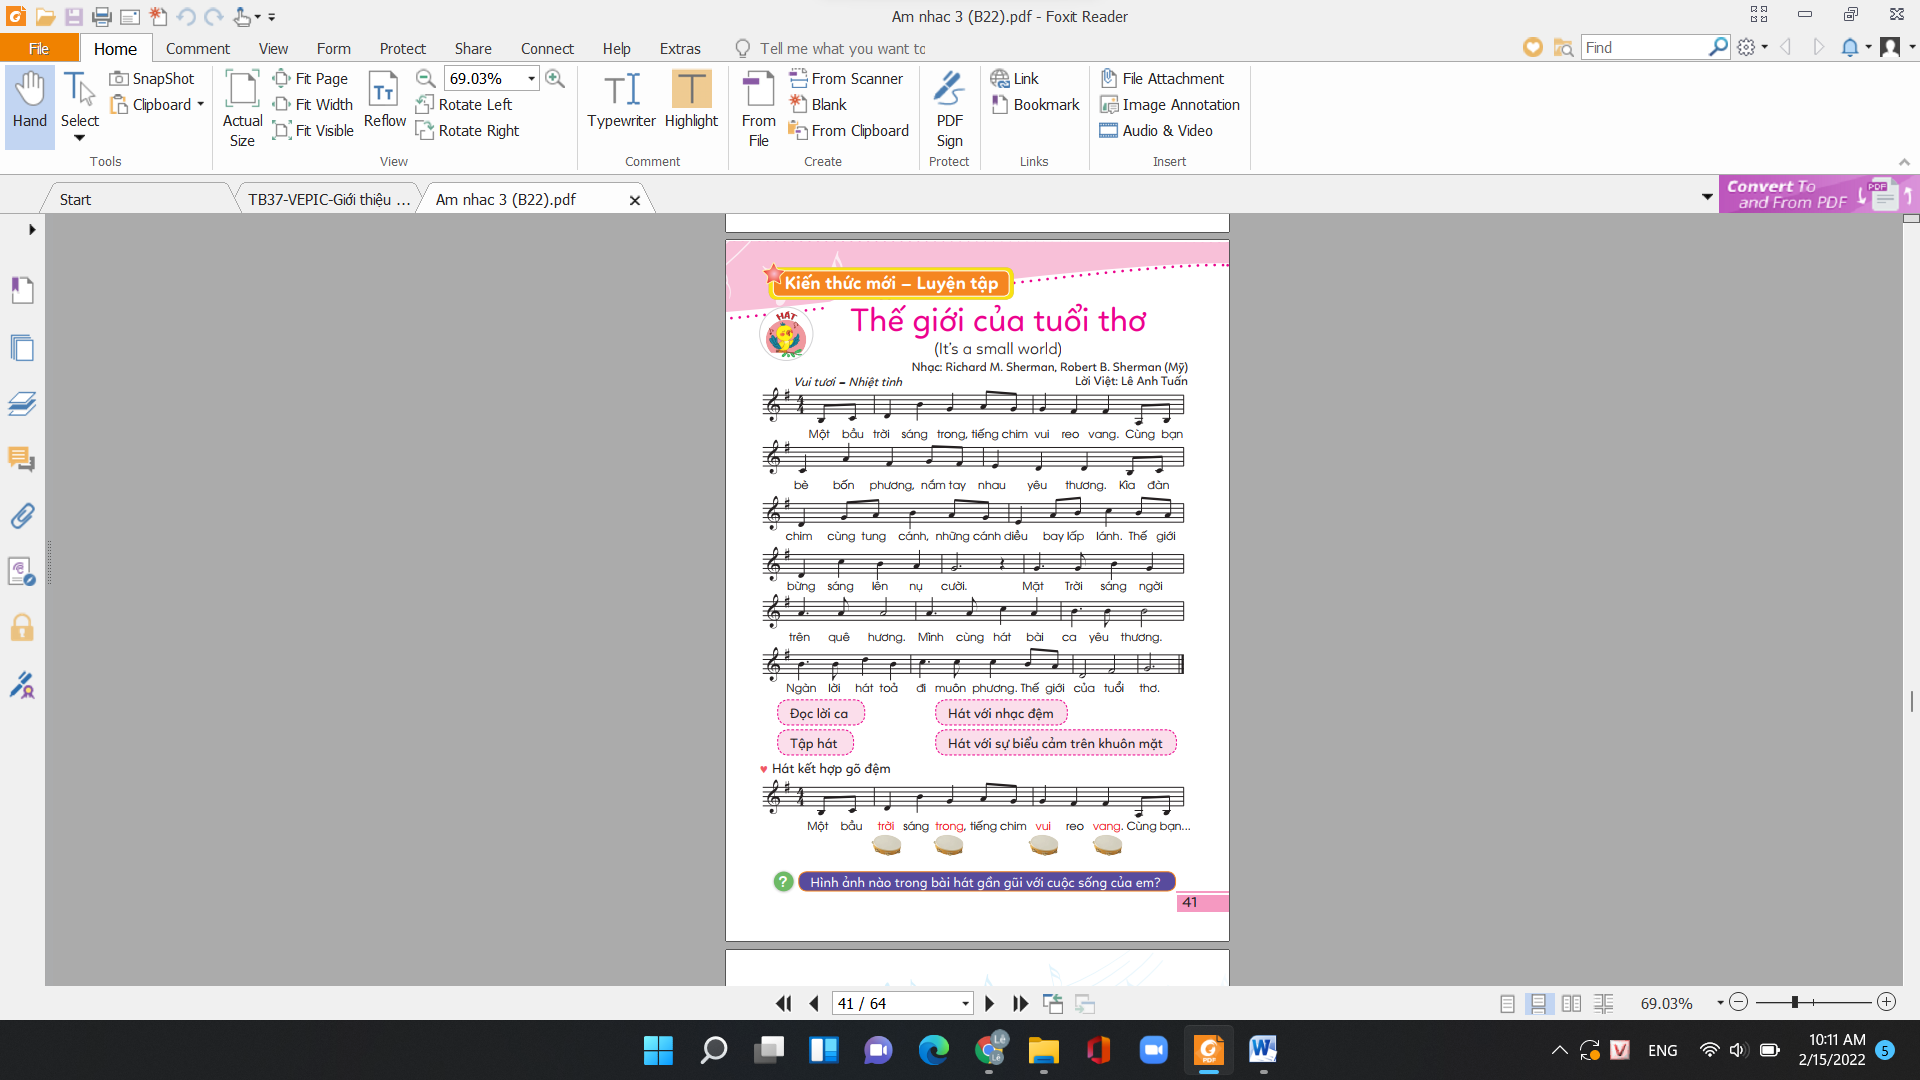 Am nhac 3 (B22).pdf - Foxit Reader
File Home Comment View Form Protect Share Connect Help Extras Tell me what you want to Find
Hand
Select
SnapShot
Clipboard
Tools
Actual Size
Fit Page
Fit Width
Fit Visible
Reflow
69.03%
Rotate Left
Rotate Right
View
Typewriter
Highlight
Comment
From File
From Scanner
Blank
From Clipboard
Create
PDF Sign
Protect
Link
Bookmark
Links
File Attachment
Image Annotation
Audio & Video
Insert
Start
TB37-VEPIC-Giới thiệu ...
Am nhac 3 (B22).pdf
Convert To
and From PDF
PDF
Kiến thức mới – Luyện tập
HÁT
Thế giới của tuổi thơ
(It's a small world)
Nhạc: Richard M. Sherman, Robert B. Sherman (Mỹ)
Vui tươi – Nhiệt tình
Lời Việt: Lê Anh Tuấn
Một bầu trời sáng trong, tiếng chim vui reo vang. Cùng bạn
bè bốn phương, nắm tay nhau yêu thương. Kìa đàn
chim cùng tung cánh, những cánh diều bay lấp lánh. Thế giới
bừng sáng lên nụ cười. Mặt Trời sáng ngời
trên quê hương. Mình cùng hát bài ca yêu thương.
Ngàn lời hát toả đi muôn phương. Thế giới của tuổi thơ.
Đọc lời ca
Hát với nhạc đệm
Tập hát
Hát với sự biểu cảm trên khuôn mặt
♥ Hát kết hợp gõ đệm
Một bầu trời sáng trong, tiếng chim vui reo vang. Cùng bạn...
? Hình ảnh nào trong bài hát gần gũi với cuộc sống của em?
41
41 / 64
69.03%
ENG
10:11 AM
2/15/2022
5